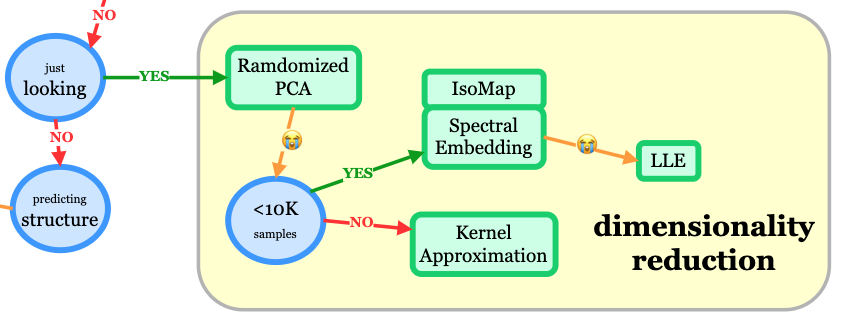 NO
just
looking
YES
Ramdomized
PCA
IsoMap
Spectral
Embedding
LLE
NO
YES
predicting
structure
<10K
samples
NO
Kernel
Approximation
dimensionality
reduction